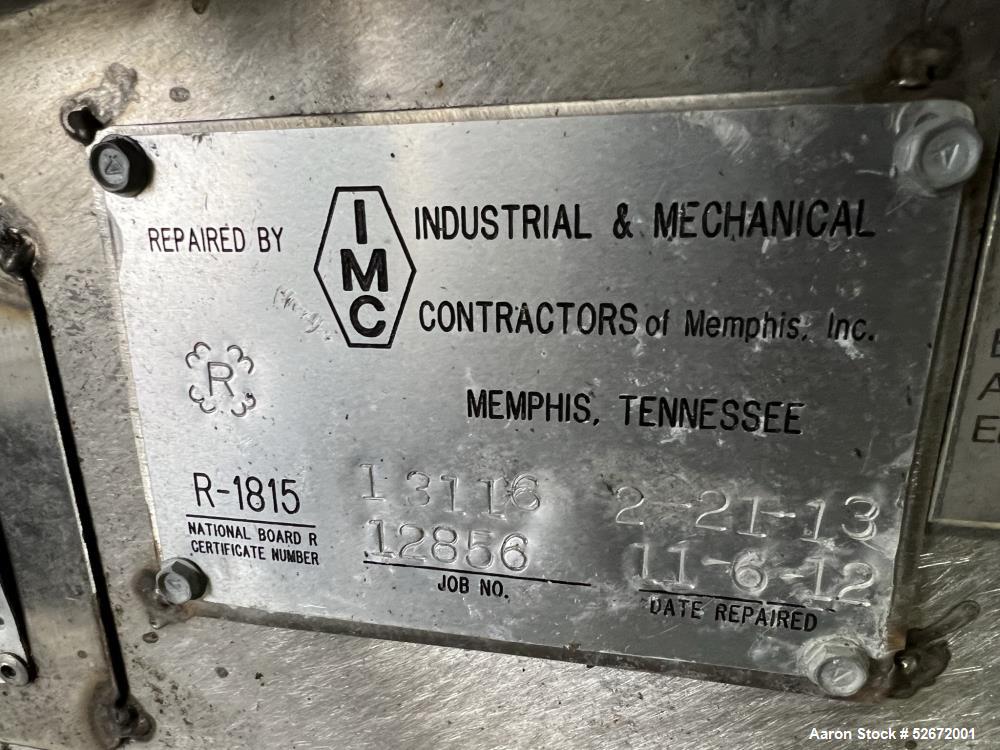 REPAIRED BY
I
M
C
INDUSTRIAL & MECHANICAL
CONTRACTORS of Memphis, Inc.
MEMPHIS, TENNESSEE
R
R-1815
NATIONAL BOARD R
CERTIFICATE NUMBER
13116
12856
JOB NO.
2-21-13
11-6-12
DATE REPAIRED
Aaron Stock # 52672001